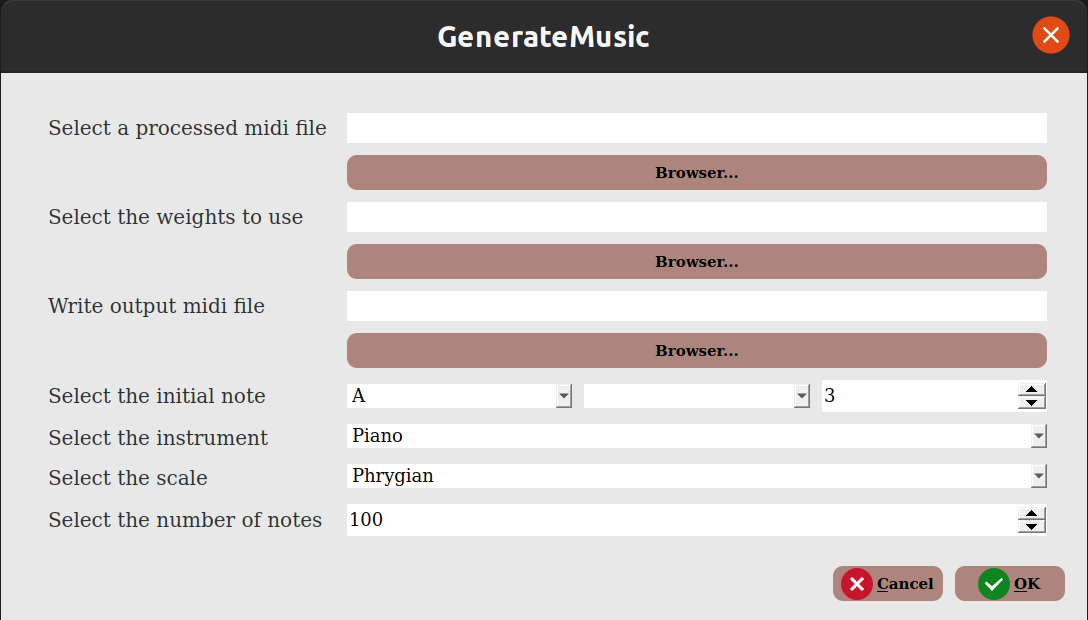 GenerateMusic
Select a processed midi file
Browser...
Select the weights to use
Browser...
Write output midi file
Browser...
Select the initial note A 3
Select the instrument Piano
Select the scale Phrygian
Select the number of notes 100
Cancel OK